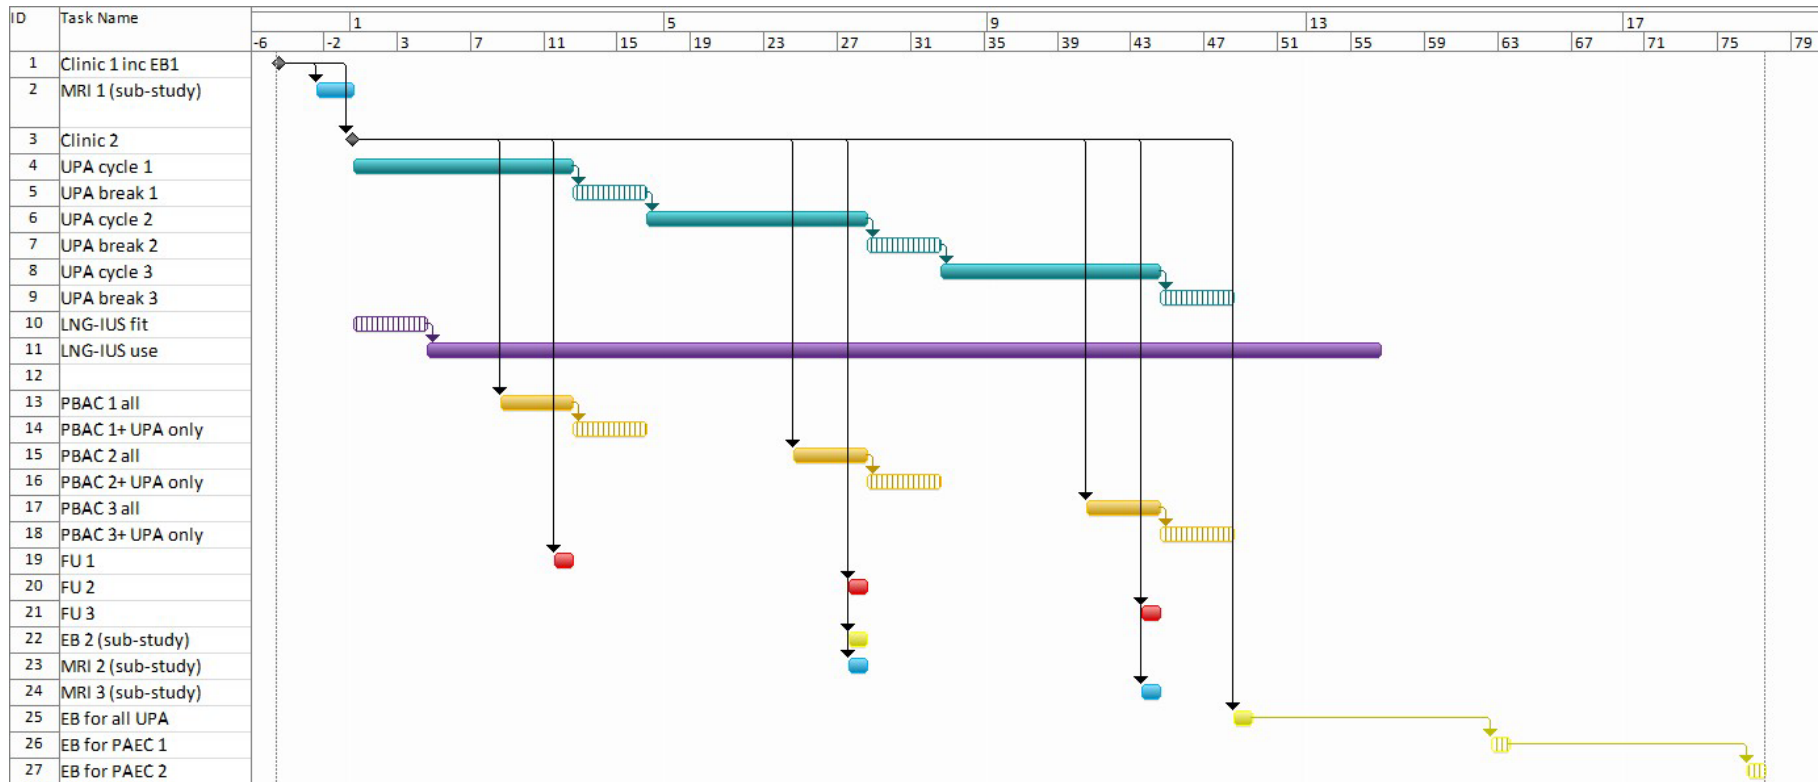 ID Task Name
1 5 9 13 17
-6 -2 3 7 11 15 19 23 27 31 35 39 43 47 51 55 59 63 67 71 75 79
1 Clinic 1 inc EB1
2 MRI 1 (sub-study)
3 Clinic 2
4 UPA cycle 1
5 UPA break 1
6 UPA cycle 2
7 UPA break 2
8 UPA cycle 3
9 UPA break 3
10 LNG-IUS fit
11 LNG-IUS use
12
13 PBAC 1 all
14 PBAC 1+ UPA only
15 PBAC 2 all
16 PBAC 2+ UPA only
17 PBAC 3 all
18 PBAC 3+ UPA only
19 FU 1
20 FU 2
21 FU 3
22 EB 2 (sub-study)
23 MRI 2 (sub-study)
24 MRI 3 (sub-study)
25 EB for all UPA
26 EB for PAEC 1
27 EB for PAEC 2